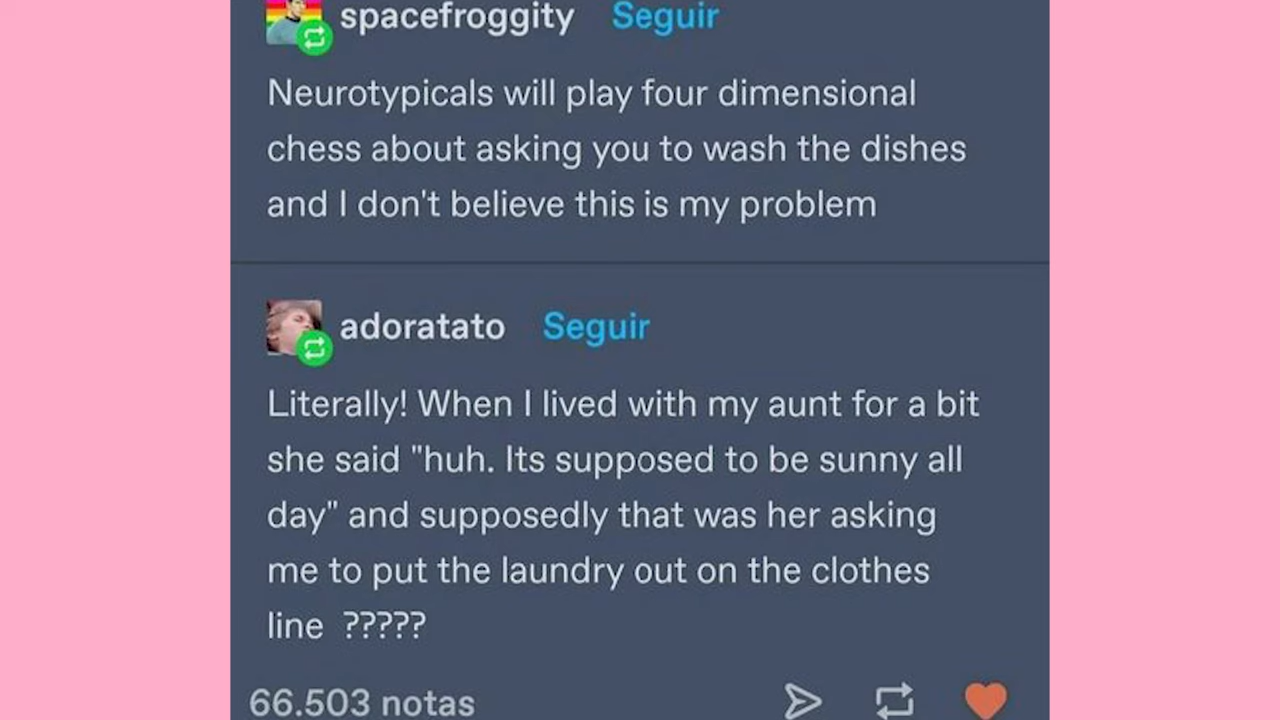 spacefroggity Seguir
Neurotypicals will play four dimensional
chess about asking you to wash the dishes
and I don't believe this is my problem
adoratato Seguir
Literally! When I lived with my aunt for a bit
she said "huh. Its supposed to be sunny all
day" and supposedly that was her asking
me to put the laundry out on the clothes
line ?????
66.503 notas